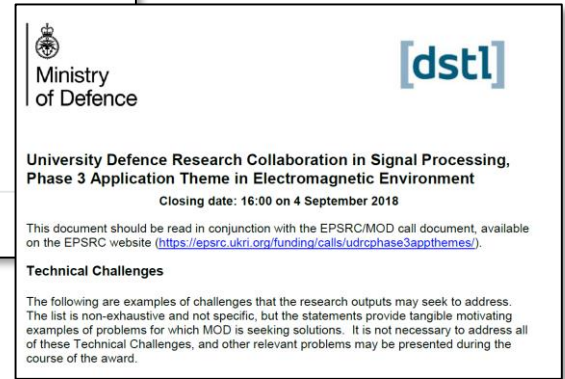 Ministry
of Defence
[dstl]
University Defence Research Collaboration in Signal Processing,
Phase 3 Application Theme in Electromagnetic Environment
Closing date: 16:00 on 4 September 2018
This document should be read in conjunction with the EPSRC/MOD call document, available
on the EPSRC website (https://epsrc.ukri.org/funding/calls/udrcphase3appthemes/).
Technical Challenges
The following are examples of challenges that the research outputs may seek to address.
The list is non-exhaustive and not specific, but the statements provide tangible motivating
examples of problems for which MOD is seeking solutions. It is not necessary to address all
of these Technical Challenges, and other relevant problems may be presented during the
course of the award.